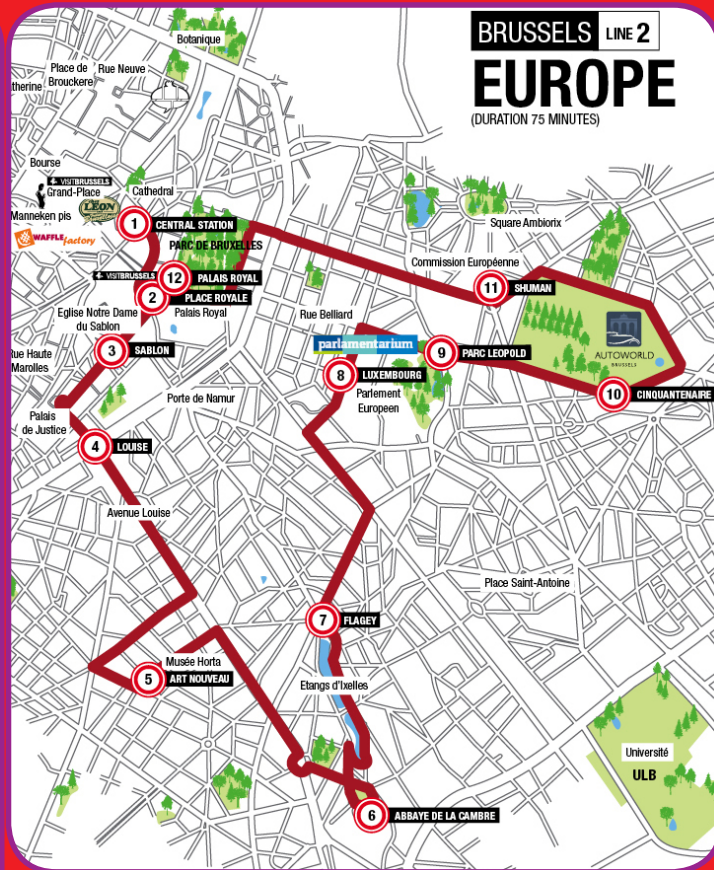 BRUSSELS LINE 2
EUROPE
(DURATION 75 MINUTES)
Botanique
Place de
Brouckere
Rue Neuve
therine
Bourse
VISITBRUSSELS
Grand-Place
LEON
Cathedral
Manneken pis
WAFFLE factory
1 CENTRAL STATION
PARC DE BRUXELLES
VISITBRUSSELS
12 PALAIS ROYAL
2 PLACE ROYALE
Palais Royal
Eglise Notre Dame
du Sablon
3 SABLON
Rue Haute
Marolles
Palais
de Justice
Porte de Namur
4 LOUISE
Avenue Louise
Square Ambiorix
Commission Européenne
11 SHUMAN
Rue Belliard
parlamentarium
9 PARC LEOPOLD
8 LUXEMBOURG
Parlement
Europeen
AUTOWORLD
BRUSSELS
10 CINQUANTENAIRE
Place Saint-Antoine
7 FLAGEY
Musée Horta
5 ART NOUVEAU
Etangs d'Ixelles
6 ABBAYE DE LA CAMBRE
Université
ULB